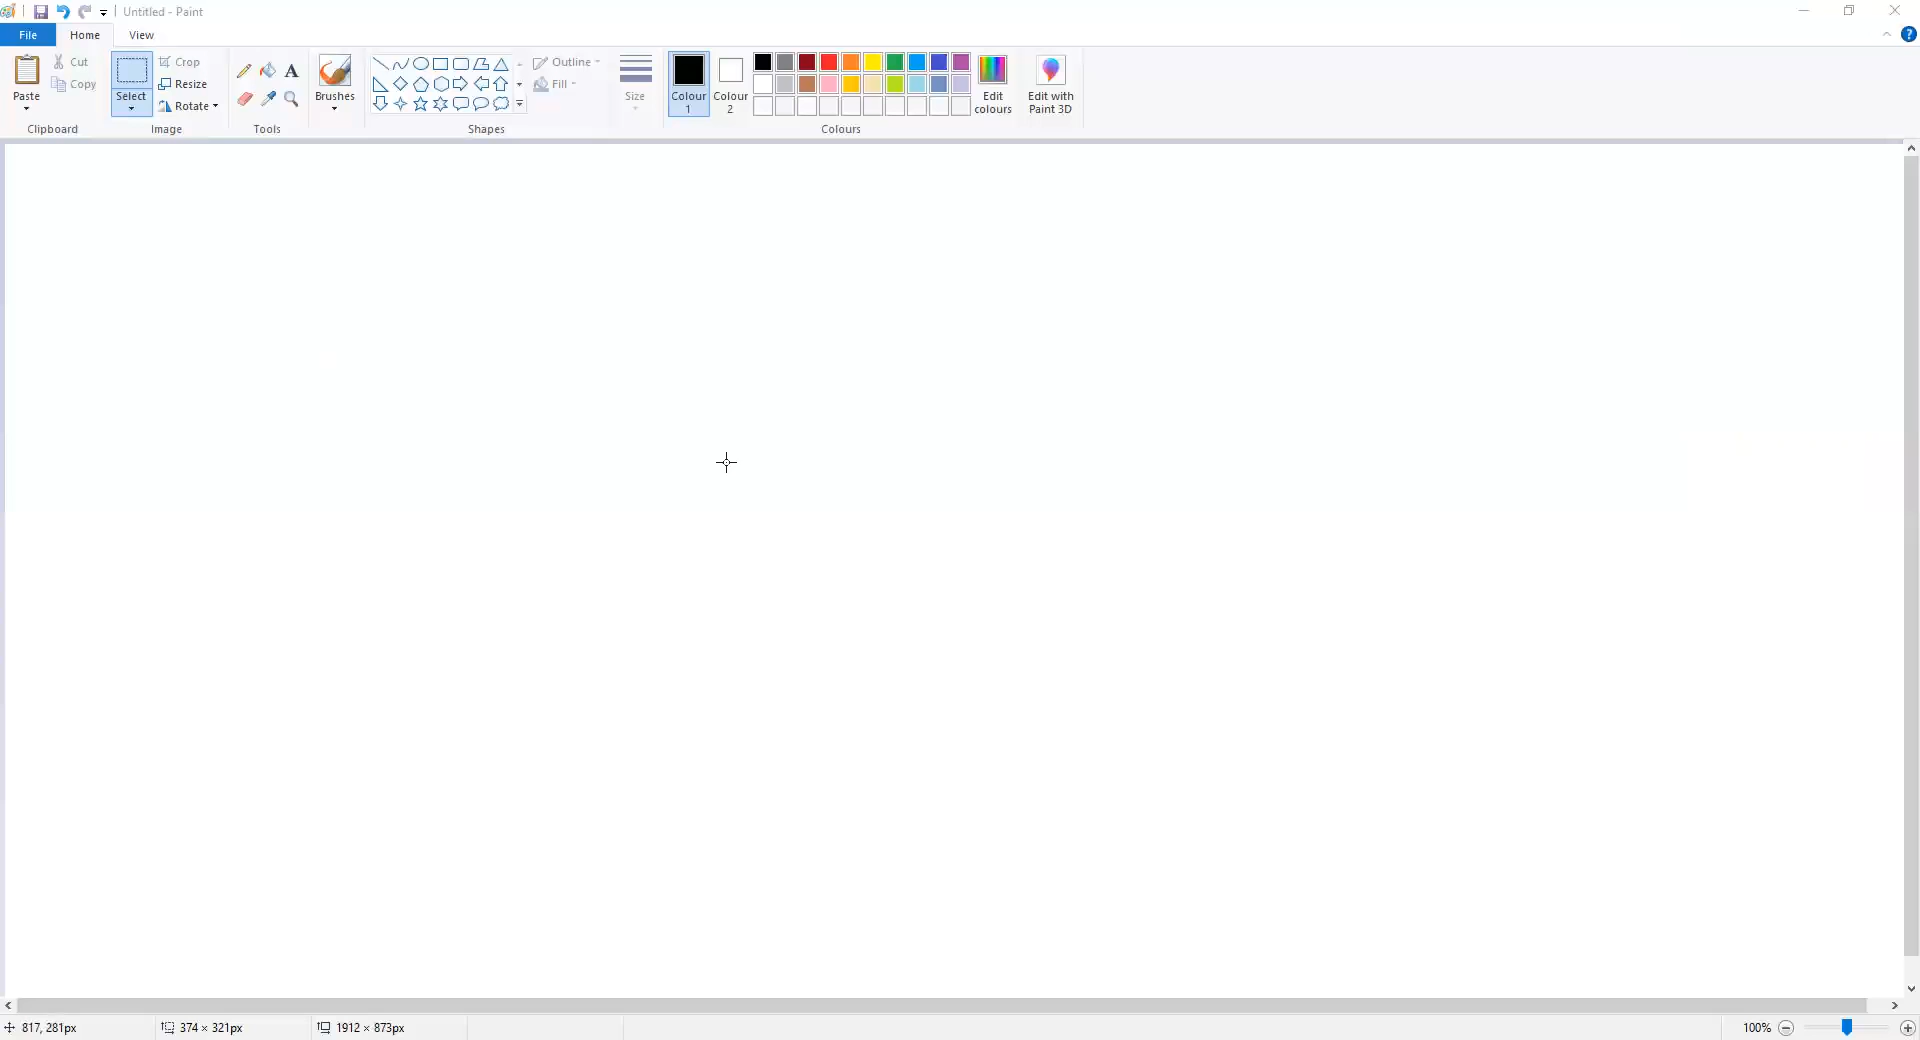 Untitled - Paint
File Home View
Paste
Cut
Copy
Clipboard
Select
Crop
Resize
Rotate
Image
A
Tools
Brushes
Outline
Fill
Shapes
Size
Colour 1
Colour 2
Edit colours
Colours
Edit with Paint 3D
817, 281px
374 × 321px
1912 × 873px
100%